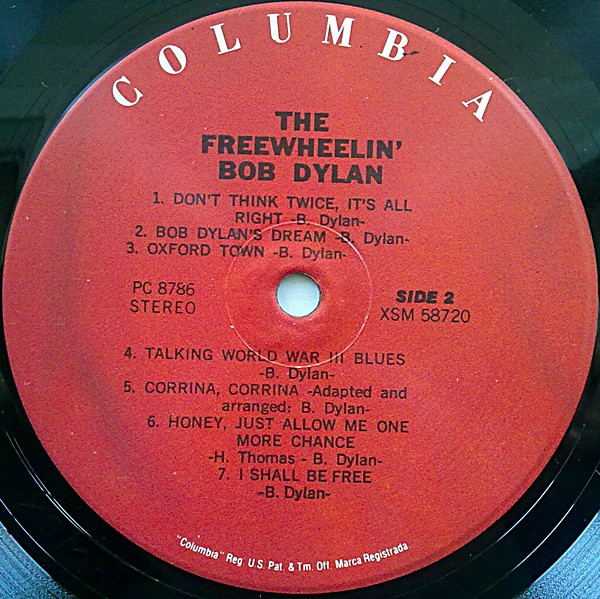 COLUMBIA
THE
FREEWHEELIN'
BOB DYLAN
1. DON'T THINK TWICE, IT'S ALL
RIGHT -B. Dylan-
2. BOB DYLAN'S DREAM -B. Dylan-
3. OXFORD TOWN -B. Dylan-
PC 8786
STEREO
SIDE 2
XSM 58720
4. TALKING WORLD WAR III BLUES
-B. Dylan-
5. CORRINA, CORRINA -Adapted and
arranged: B. Dylan-
6. HONEY, JUST ALLOW ME ONE
MORE CHANCE
-H. Thomas - B. Dylan-
7. I SHALL BE FREE
-B. Dylan-
"Columbia" Reg. U.S. Pat. & Tm. Off. Marca Registrada.